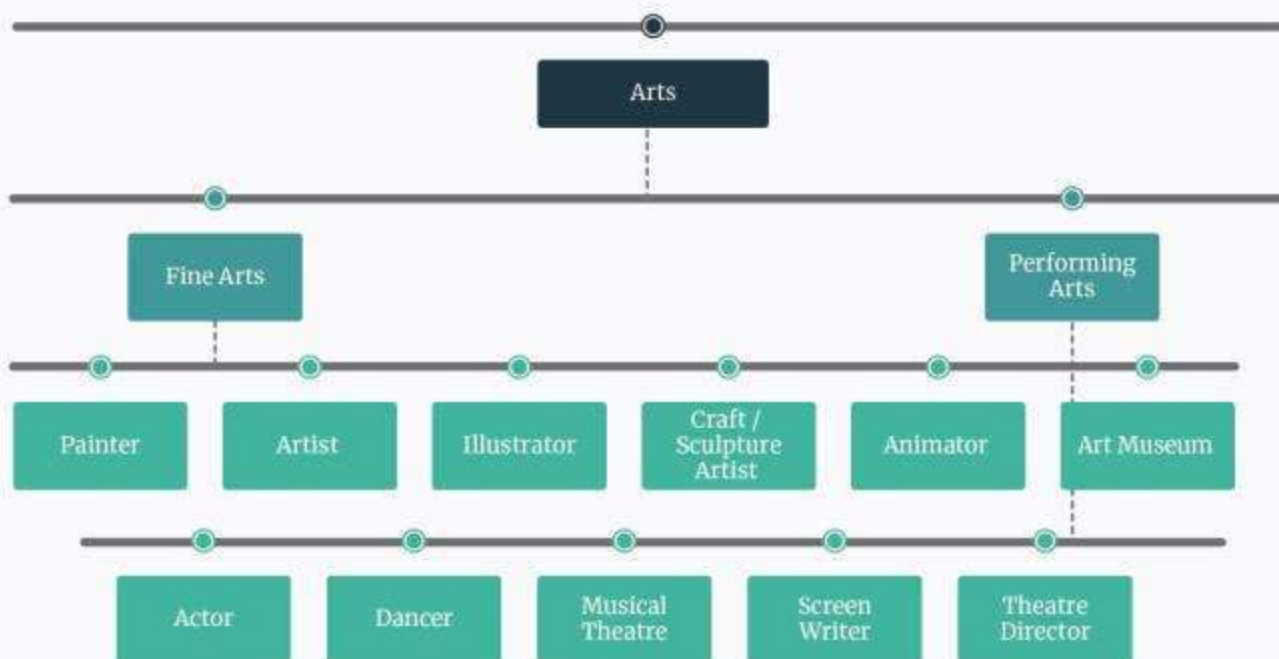 Arts
Fine Arts
Performing
Arts
Painter
Artist
Illustrator
Craft /
Sculpture
Artist
Animator
Art Museum
Actor
Dancer
Musical
Theatre
Screen
Writer
Theatre
Director